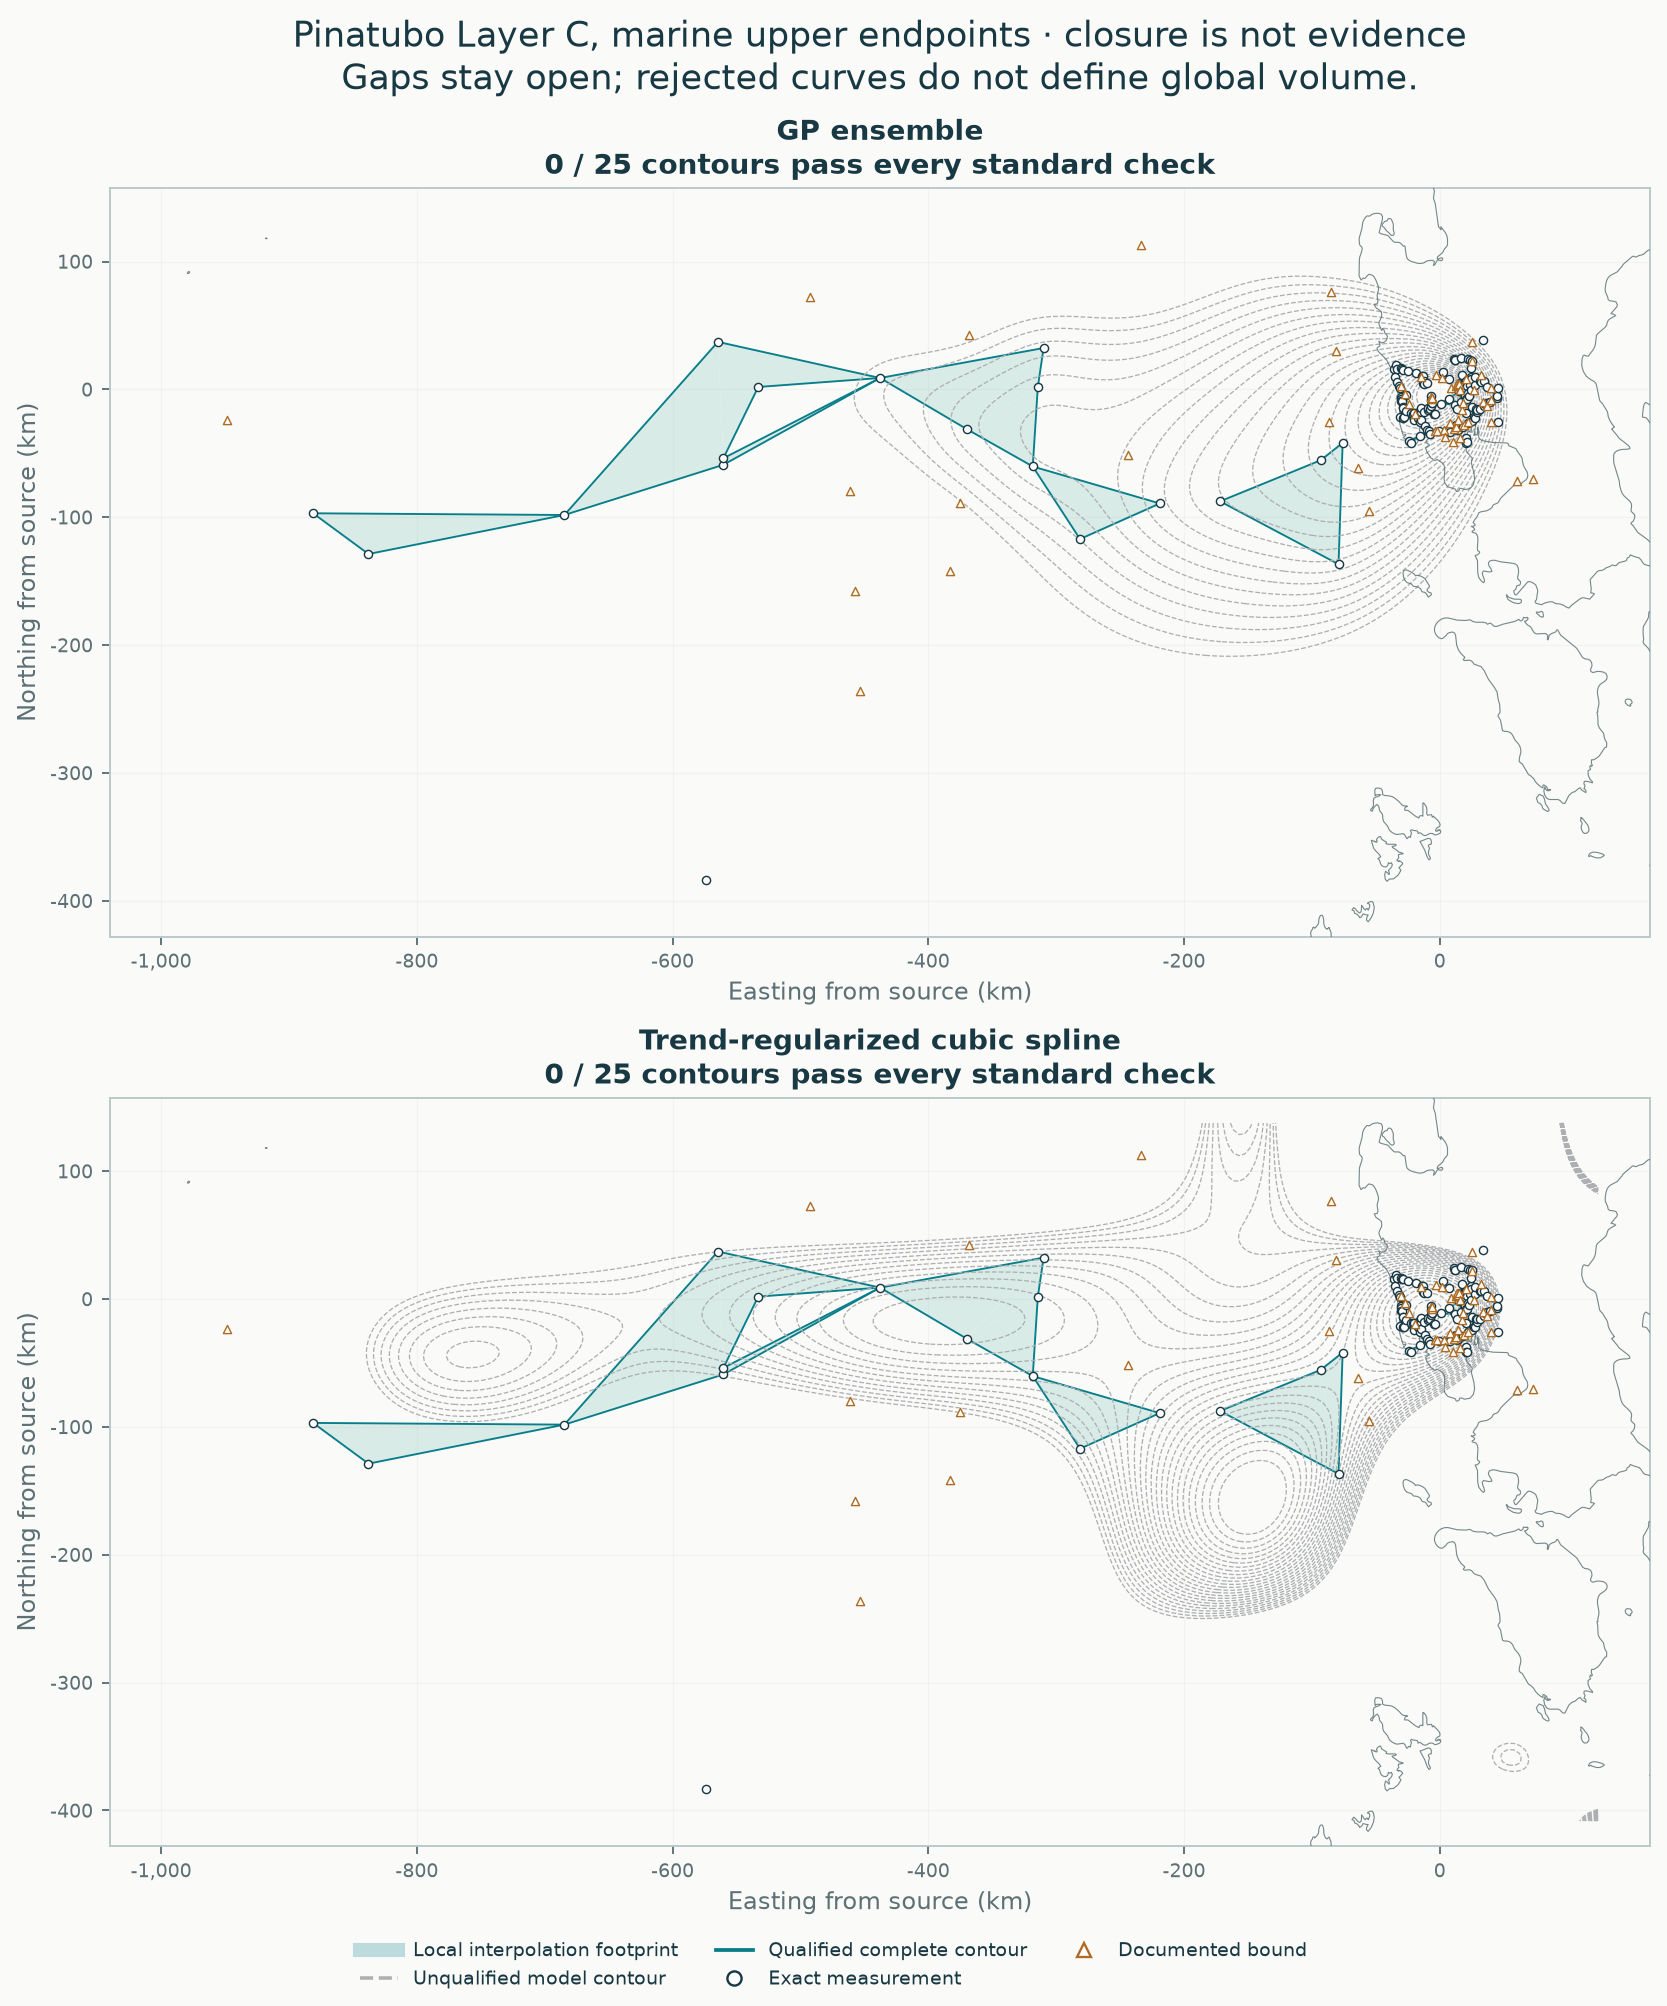 Pinatubo Layer C, marine upper endpoints · closure is not evidence
Gaps stay open; rejected curves do not define global volume.
GP ensemble
0 / 25 contours pass every standard check
100
0
-100
-200
-300
-400
Northing from source (km)
-1,000 -800 -600 -400 -200 0
Easting from source (km)
Trend-regularized cubic spline
0 / 25 contours pass every standard check
100
0
-100
-200
-300
-400
Northing from source (km)
-1,000 -800 -600 -400 -200 0
Easting from source (km)
Local interpolation footprint Qualified complete contour Documented bound
Unqualified model contour Exact measurement